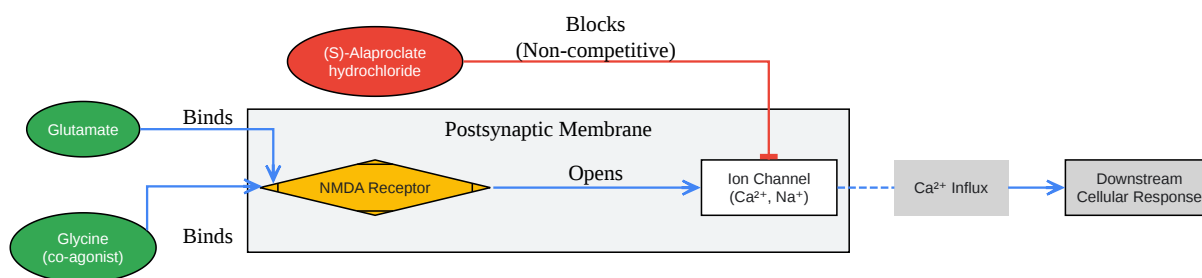 Blocks
(Non-competitive)
(S)-Alaproclate
hydrochloride
Binds
Glutamate
Postsynaptic Membrane
NMDA Receptor
Opens
Ion Channel
(Ca²⁺, Na⁺)
Ca²⁺ Influx
Downstream
Cellular Response
Glycine
(co-agonist)
Binds